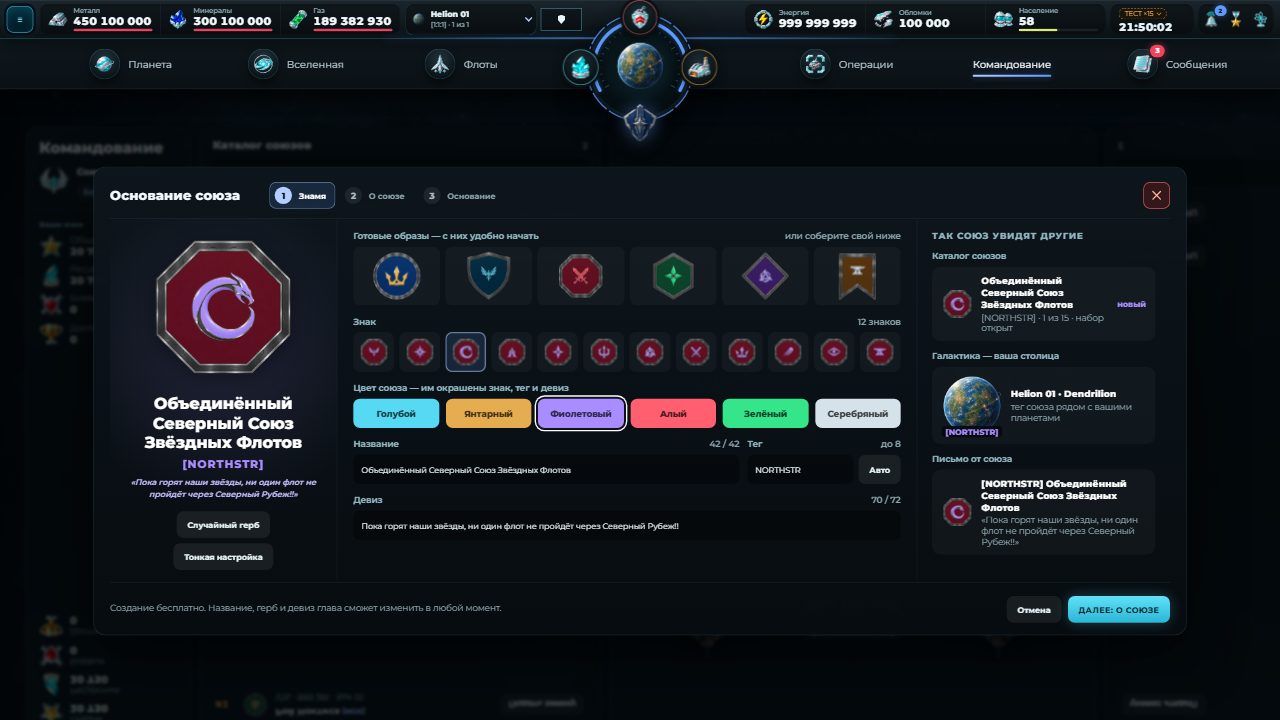 Металл
450 100 000
Минералы
300 100 000
Газ
189 382 930
Helion 01
[1:1:1] · 1 из 1
Энергия
999 999 999
Обломки
100 000
Население
58
ТЕСТ ×15
21:50:02
2
Планета
Вселенная
Флоты
Операции
Командование
3
Сообщения
Командование
Каталог союзов
Основание союза
1 Знамя
2 О союзе
3 Основание
Объединённый
Северный Союз
Звёздных Флотов
[NORTHSTR]
«Пока горят наши звёзды, ни один флот не
пройдёт через Северный Рубеж!!»
Случайный герб
Тонкая настройка
Готовые образы — с них удобно начать
или соберите свой ниже
Знак
12 знаков
Цвет союза — им окрашены знак, тег и девиз
Голубой
Янтарный
Фиолетовый
Алый
Зелёный
Серебряный
Название
42 / 42
Тег
до 8
Объединённый Северный Союз Звёздных Флотов
NORTHSTR
Авто
Девиз
70 / 72
Пока горят наши звёзды, ни один флот не пройдёт через Северный Рубеж!!
ТАК СОЮЗ УВИДЯТ ДРУГИЕ
Каталог союзов
Объединённый
Северный Союз
Звёздных Флотов
[NORTHSTR] · 1 из 15 · набор
открыт
новый
Галактика — ваша столица
Helion 01 · Dendrilion
тег союза рядом с вашими
планетами
[NORTHSTR]
Письмо от союза
[NORTHSTR] Объединённый
Северный Союз Звёздных
Флотов
«Пока горят наши звёзды, ни один
флот не пройдёт через Северный
Рубеж!!»
Создание бесплатно. Название, герб и девиз глава сможет изменить в любой момент.
Отмена
ДАЛЕЕ: О СОЮЗЕ